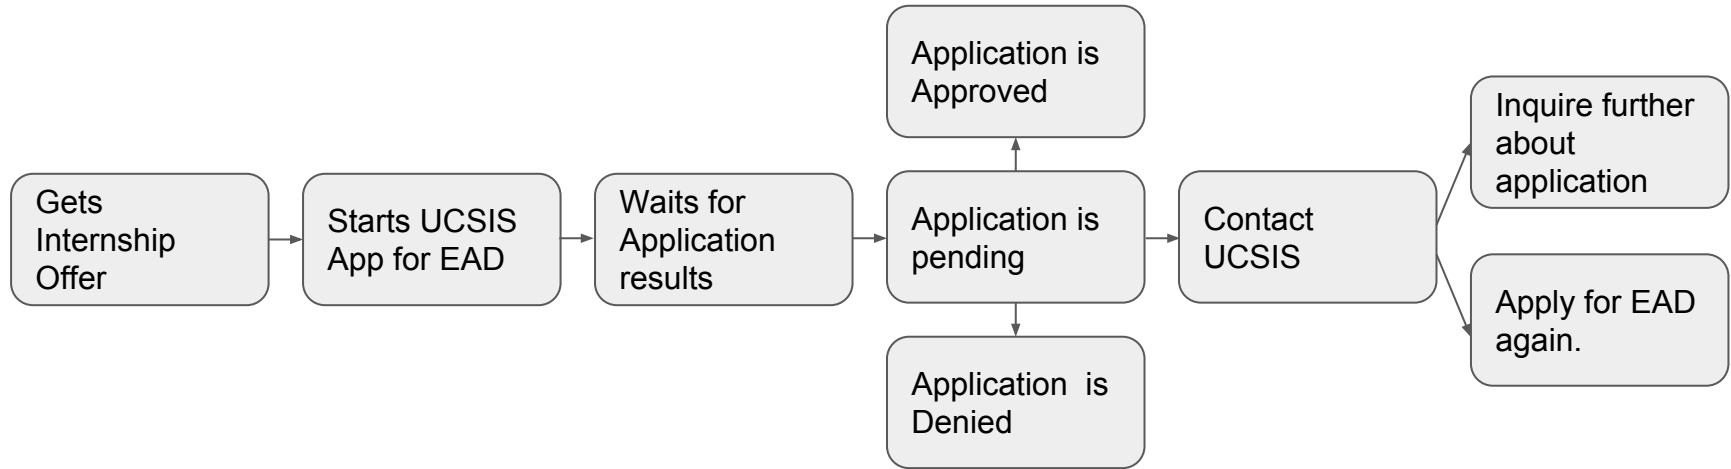 Gets
Internship
Offer
Starts UCSIS
App for EAD
Waits for
Application
results
Application is
Approved
Application is
pending
Application  is
Denied
Contact
UCSIS
Inquire further
about
application
Apply for EAD
again.